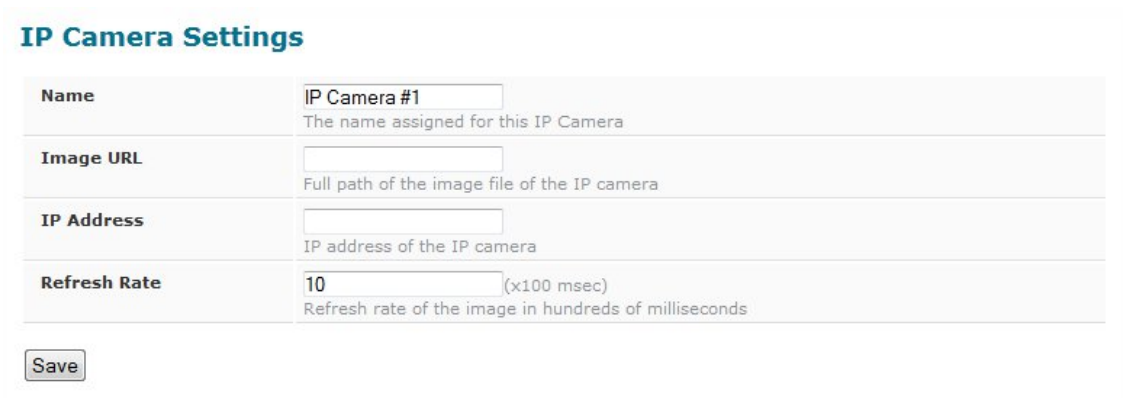 IP Camera Settings
Name
IP Camera #1
The name assigned for this IP Camera
Image URL
Full path of the image file of the IP camera
IP Address
IP address of the IP camera
Refresh Rate
10 (x100 msec)
Refresh rate of the image in hundreds of milliseconds
Save